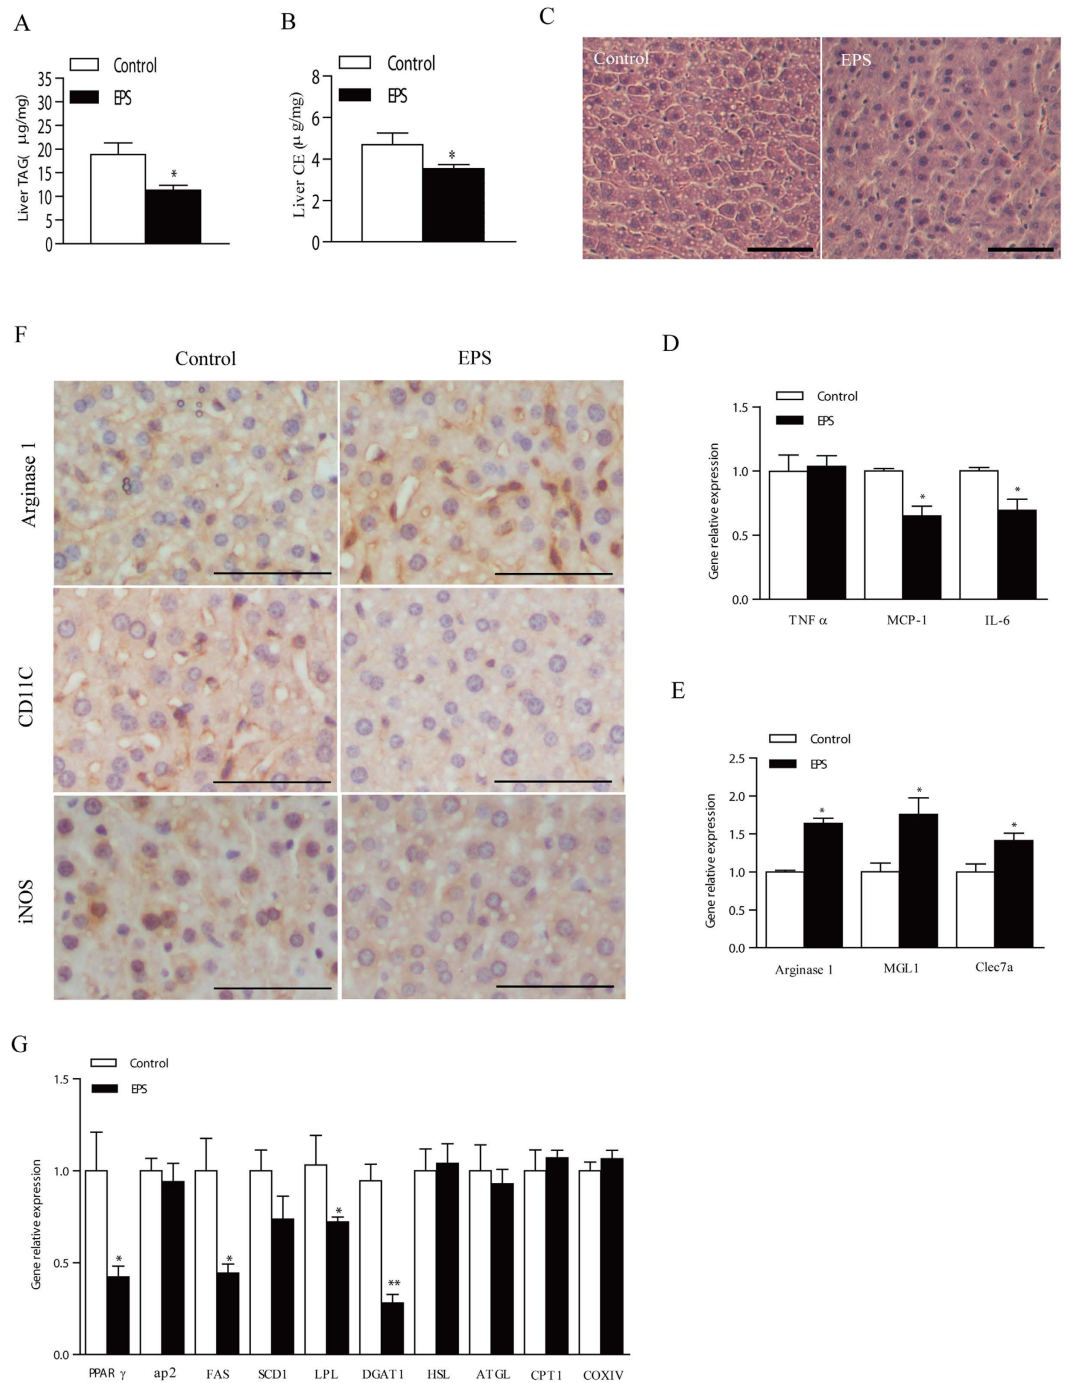 A
Control
EPS
35
30
25
20
15
10
5
0
Liver TAG( μg/mg)
*
B
Control
EPS
8
6
4
2
0
Liver CE (μ g/mg)
*
C
Control
EPS
F
Control
EPS
Arginase 1
CD11C
iNOS
D
Control
EPS
1.5
1.0
0.5
0.0
Gene relative expression
*
*
TNF α
MCP-1
IL-6
E
Control
EPS
2.5
2.0
1.5
1.0
0.5
0.0
Gene relative expression
*
*
*
Arginase 1
MGL1
Clec7a
G
Control
EPS
1.5
1.0
0.5
0.0
Gene relative expression
*
*
*
**
PPAR γ
ap2
FAS
SCD1
LPL
DGAT1
HSL
ATGL
CPT1
COXIV